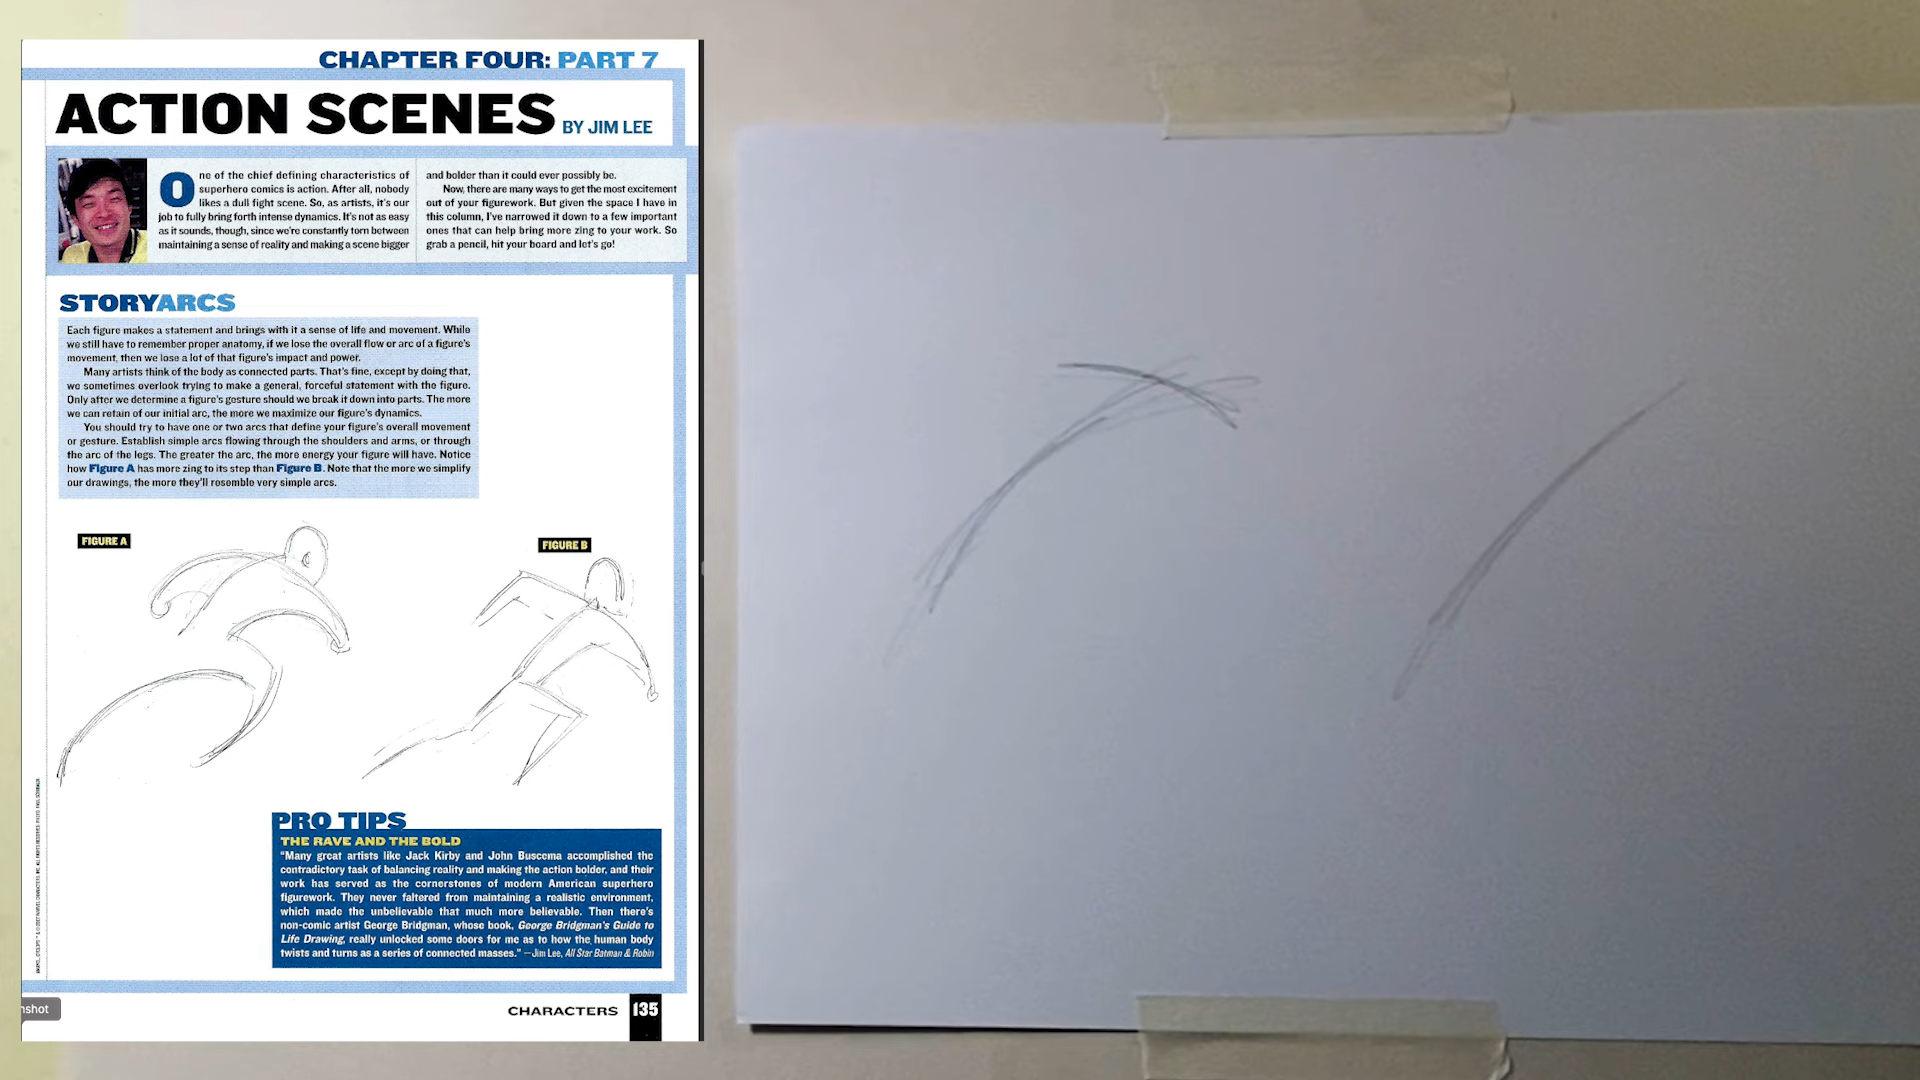 CHAPTER FOUR: PART 7
ACTION SCENES BY JIM LEE
One of the chief defining characteristics of
superhero comics is action. After all, nobody
likes a dull fight scene. So, as artists, it's our
job to fully bring forth intense dynamics. It's not as easy
as it sounds, though, since we're constantly torn between
maintaining a sense of reality and making a scene bigger
and bolder than it could ever possibly be.
Now, there are many ways to get the most excitement
out of your figurework. But given the space I have in
this column, I've narrowed it down to a few important
ones that can help bring more zing to your work. So
grab a pencil, hit your board and let's go!
STORYARCS
Each figure makes a statement and brings with it a sense of life and movement. While
we still have to remember proper anatomy, if we lose the overall flow or arc of a figure's
movement, then we lose a lot of that figure's impact and power.
Many artists think of the body as connected parts. That's fine, except by doing that,
we sometimes overlook trying to make a general, forceful statement with the figure.
Only after we determine a figure's gesture should we break it down into parts. The more
we can retain of our initial arc, the more we maximize our figure's dynamics.
You should try to have one or two arcs that define your figure's overall movement
or gesture. Establish simple arcs flowing through the shoulders and arms, or through
the arc of the legs. The greater the arc, the more energy your figure will have. Notice
how Figure A has more zing to its step than Figure B. Note that the more we simplify
our drawings, the more they'll resemble very simple arcs.
FIGURE A
FIGURE B
PRO TIPS
THE RAVE AND THE BOLD
"Many great artists like Jack Kirby and John Buscema accomplished the
contradictory task of balancing reality and making the action bolder, and their
work has served as the cornerstones of modern American superhero
figurework. They never faltered from maintaining a realistic environment,
which made the unbelievable that much more believable. Then there's
non-comic artist George Bridgman, whose book, George Bridgman's Guide to
Life Drawing, really unlocked some doors for me as to how the human body
twists and turns as a series of connected masses." —Jim Lee, All Star Batman & Robin
nshot
CHARACTERS 135